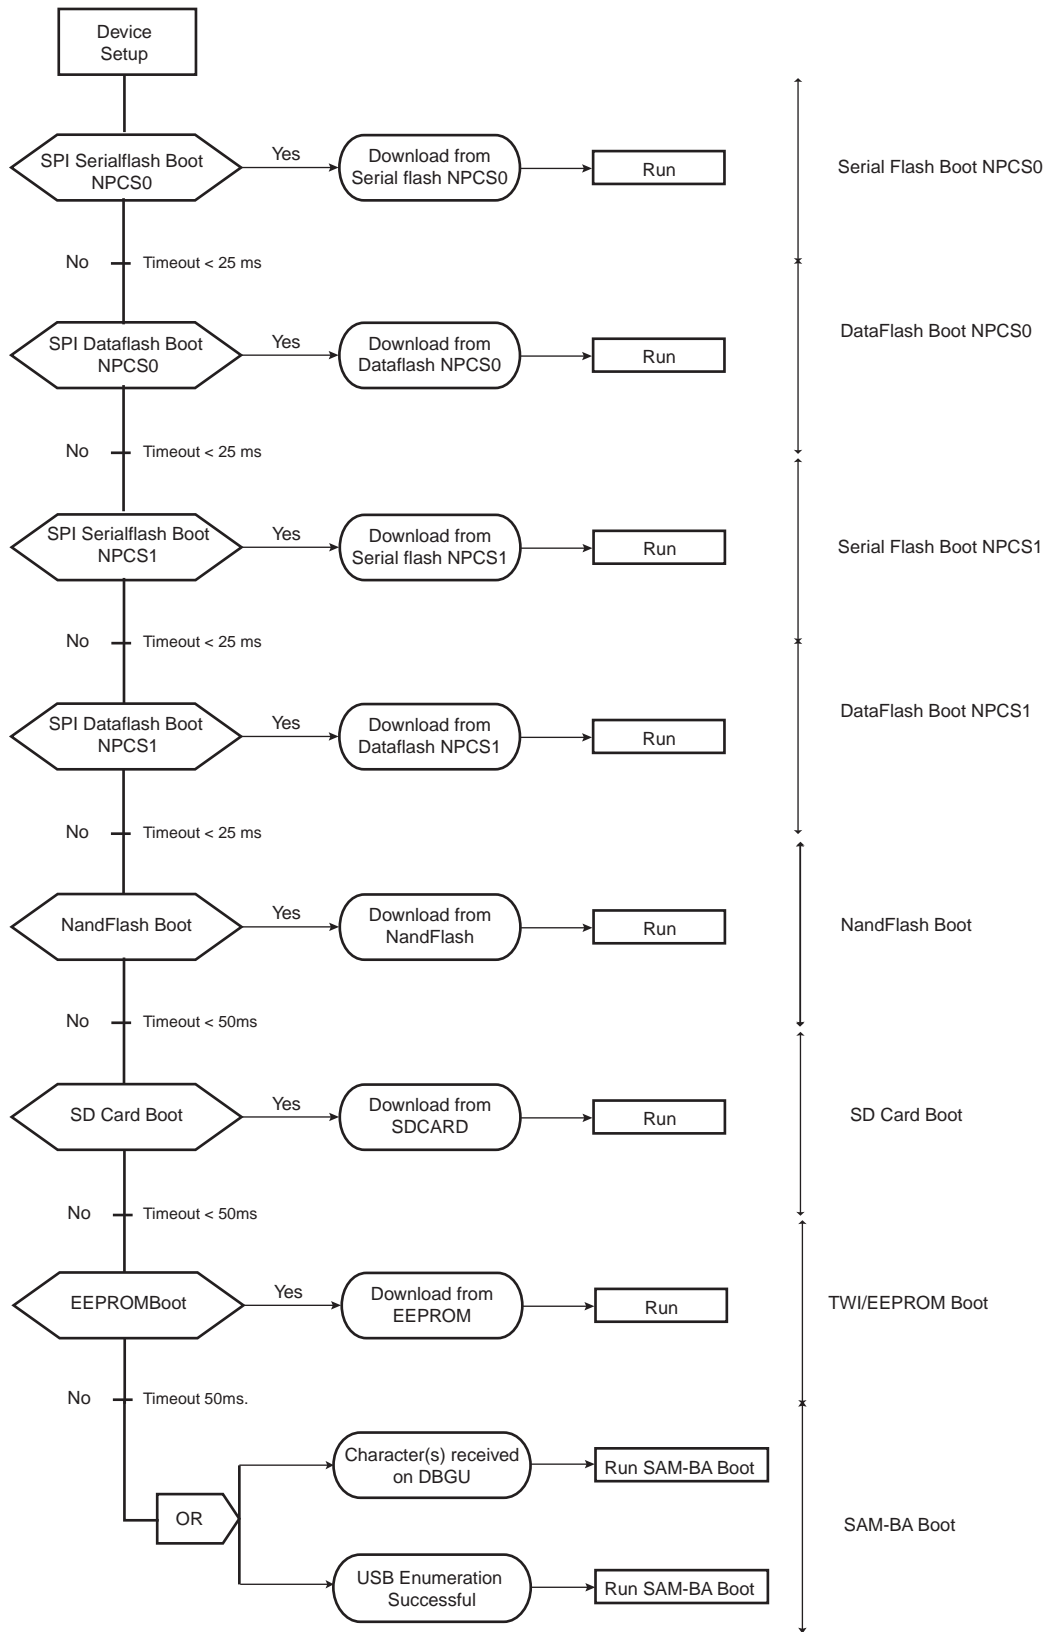 Device
Setup
SPI Serialflash Boot
NPCS0
Yes
Download from
Serial flash NPCS0
Run
Serial Flash Boot NPCS0
No
Timeout < 25 ms
SPI Dataflash Boot
NPCS0
Yes
Download from
Dataflash NPCS0
Run
DataFlash Boot NPCS0
No
Timeout < 25 ms
SPI Serialflash Boot
NPCS1
Yes
Download from
Serial flash NPCS1
Run
Serial Flash Boot NPCS1
No
Timeout < 25 ms
SPI Dataflash Boot
NPCS1
Yes
Download from
Dataflash NPCS1
Run
DataFlash Boot NPCS1
No
Timeout < 25 ms
NandFlash Boot
Yes
Download from
NandFlash
Run
NandFlash Boot
No
Timeout < 50ms
SD Card Boot
Yes
Download from
SDCARD
Run
SD Card Boot
No
Timeout < 50ms
EEPROMBoot
Yes
Download from
EEPROM
Run
TWI/EEPROM Boot
No
Timeout 50ms.
Character(s) received
on DBGU
Run SAM-BA Boot
OR
SAM-BA Boot
USB Enumeration
Successful
Run SAM-BA Boot